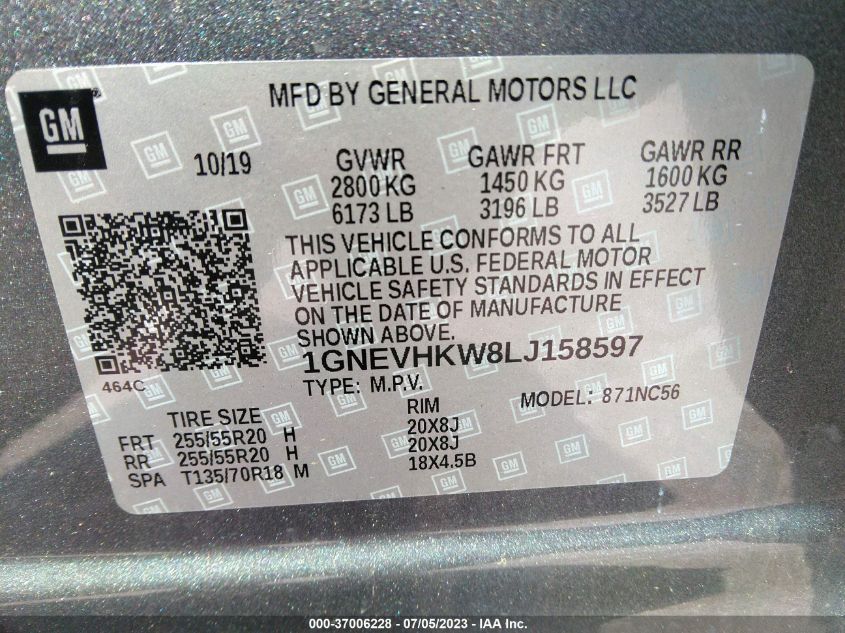 MFD BY GENERAL MOTORS LLC
GM
10/19 GVWR GAWR FRT GAWR RR
2800 KG 1450 KG 1600 KG
6173 LB 3196 LB 3527 LB
THIS VEHICLE CONFORMS TO ALL
APPLICABLE U.S. FEDERAL MOTOR
VEHICLE SAFETY STANDARDS IN EFFECT
ON THE DATE OF MANUFACTURE
SHOWN ABOVE.
1GNEVHKW8LJ158597
464C
TYPE: M.P.V. MODEL: 871NC56
TIRE SIZE RIM
FRT 255/55R20 H 20X8J
RR 255/55R20 H 20X8J
SPA T135/70R18 M 18X4.5B
000-37006228 - 07/05/2023 - IAA Inc.